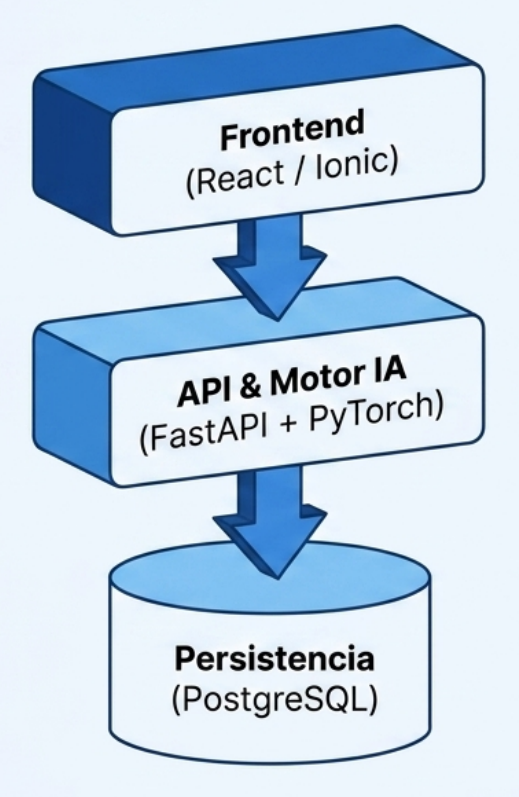 Frontend
(React / Ionic)
API & Motor IA
(FastAPI + PyTorch)
Persistencia
(PostgreSQL)